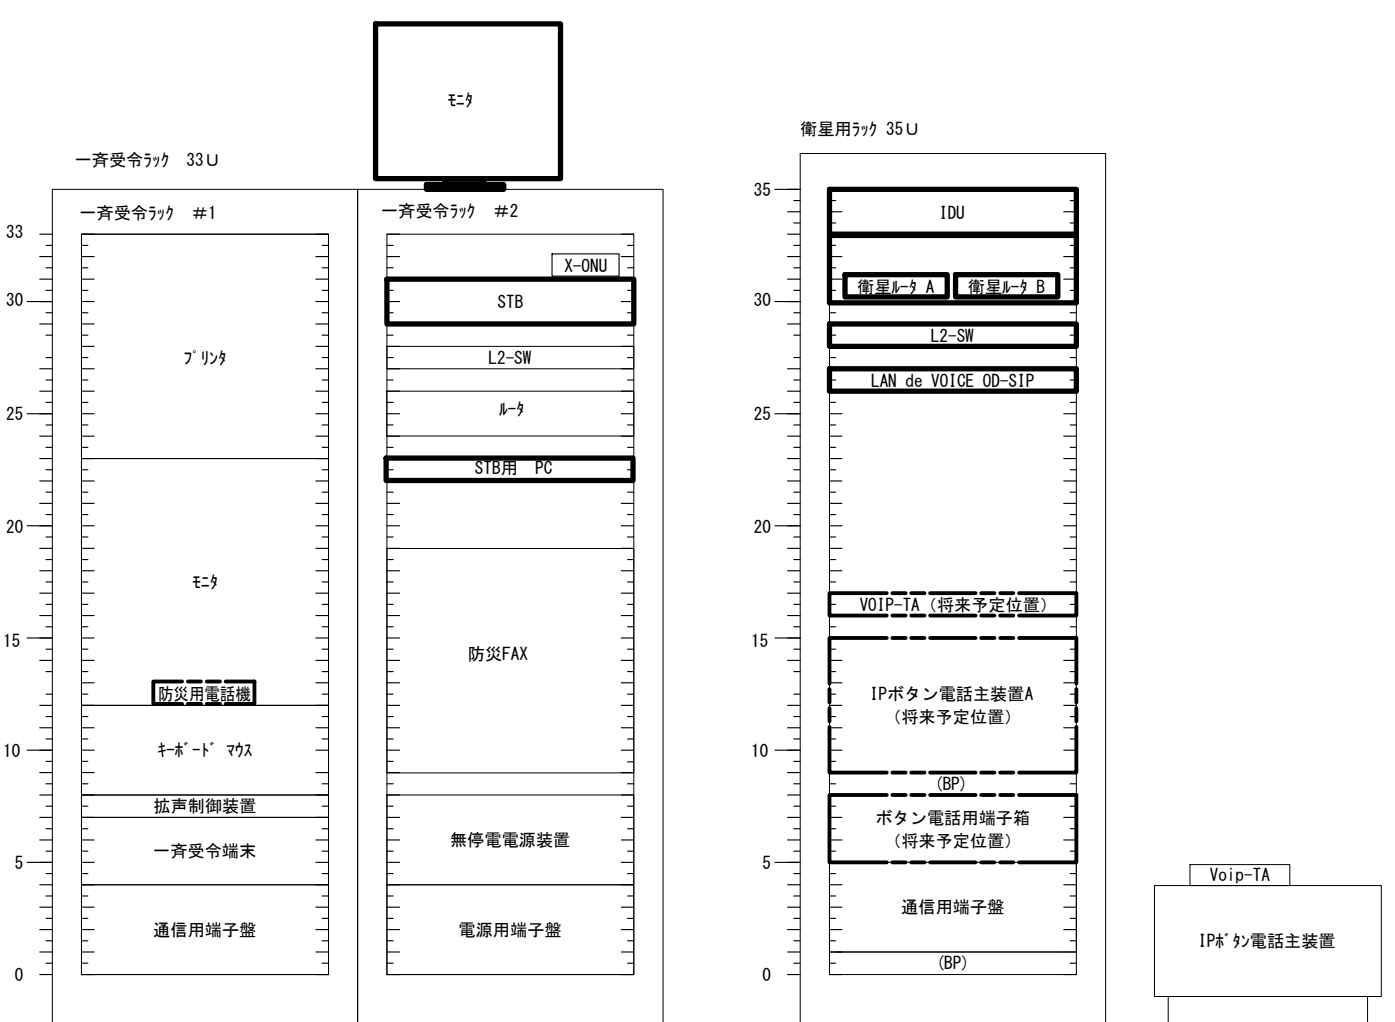 ﾓﾆﾀ
一斉受令ﾗｯｸ　33Ｕ
一斉受令ﾗｯｸ　＃1
一斉受令ﾗｯｸ　＃2
33
30
25
20
15
10
5
0
ﾌﾟﾘﾝﾀ
ﾓﾆﾀ
防災用電話機
ｷｰﾎﾞｰﾄﾞ ﾏｳｽ
拡声制御装置
一斉受令端末
通信用端子盤
X-ONU
STB
L2-SW
ﾙｰﾀ
STB用　PC
防災FAX
無停電電源装置
電源用端子盤
衛星用ﾗｯｸ 35Ｕ
35
30
25
20
15
10
5
0
IDU
衛星ﾙｰﾀ A
衛星ﾙｰﾀ B
L2-SW
LAN de VOICE OD-SIP
VOIP-TA（将来予定位置）
IPボタン電話主装置A
（将来予定位置）
(BP)
ボタン電話用端子箱
（将来予定位置）
通信用端子盤
(BP)
Voip-TA
IPﾎﾞﾀﾝ電話主装置